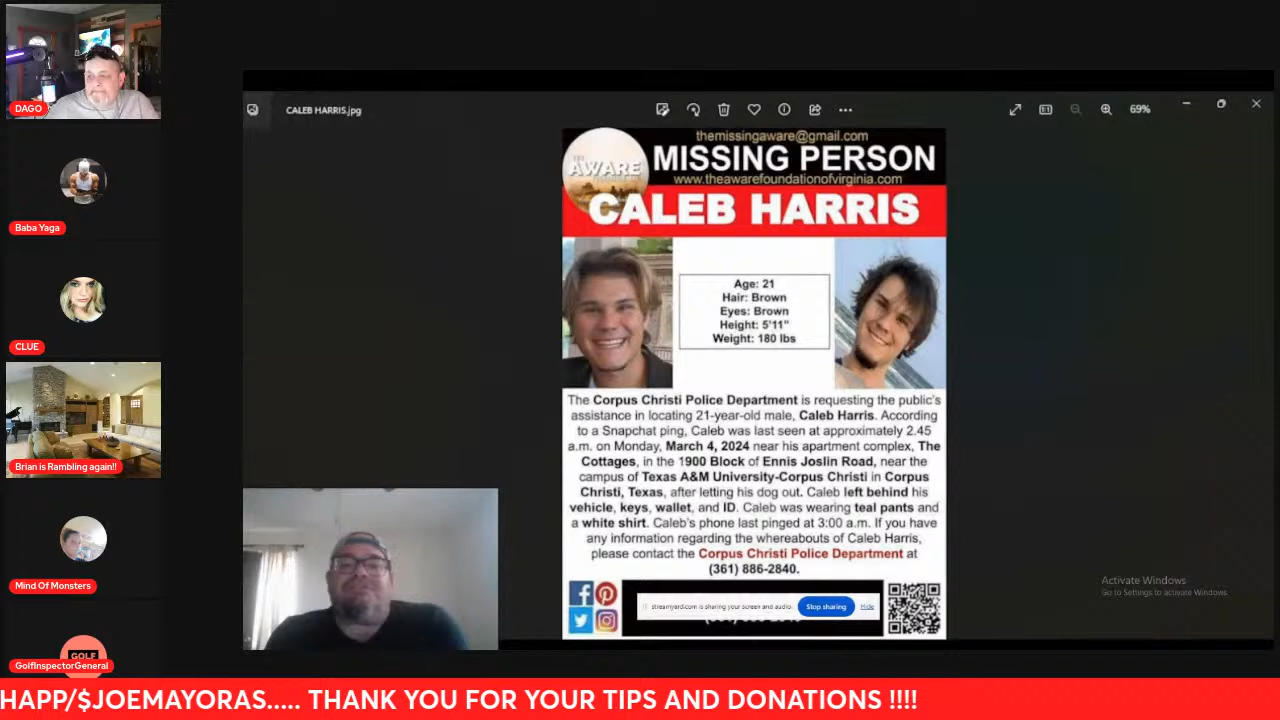 DAGO
Baba Yaga
CLUE
Brian is Rambling again!!
Mind Of Monsters
GOLF
GolfInspectorGeneral
CALEB HARRIS.jpg
69%
themissingaware@gmail.com
AWARE
MISSING PERSON
www.theawarefoundationofvirginia.com
CALEB HARRIS
Age: 21
Hair: Brown
Eyes: Brown
Height: 5'11"
Weight: 180 lbs
The Corpus Christi Police Department is requesting the public's
assistance in locating 21-year-old male, Caleb Harris. According
to a Snapchat ping, Caleb was last seen at approximately 2.45
a.m. on Monday, March 4, 2024 near his apartment complex, The
Cottages, in the 1900 Block of Ennis Joslin Road, near the
campus of Texas A&M University-Corpus Christi in Corpus
Christi, Texas, after letting his dog out. Caleb left behind his
vehicle, keys, wallet, and ID. Caleb was wearing teal pants and
a white shirt. Caleb's phone last pinged at 3:00 a.m. If you have
any information regarding the whereabouts of Caleb Harris,
please contact the Corpus Christi Police Department at
(361) 886-2840.
streamyard.com is sharing your screen and audio.
Stop sharing
Hide
Activate Windows
Go to Settings to activate Windows.
HAPP/$JOEMAYORAS..... THANK YOU FOR YOUR TIPS AND DONATIONS !!!!